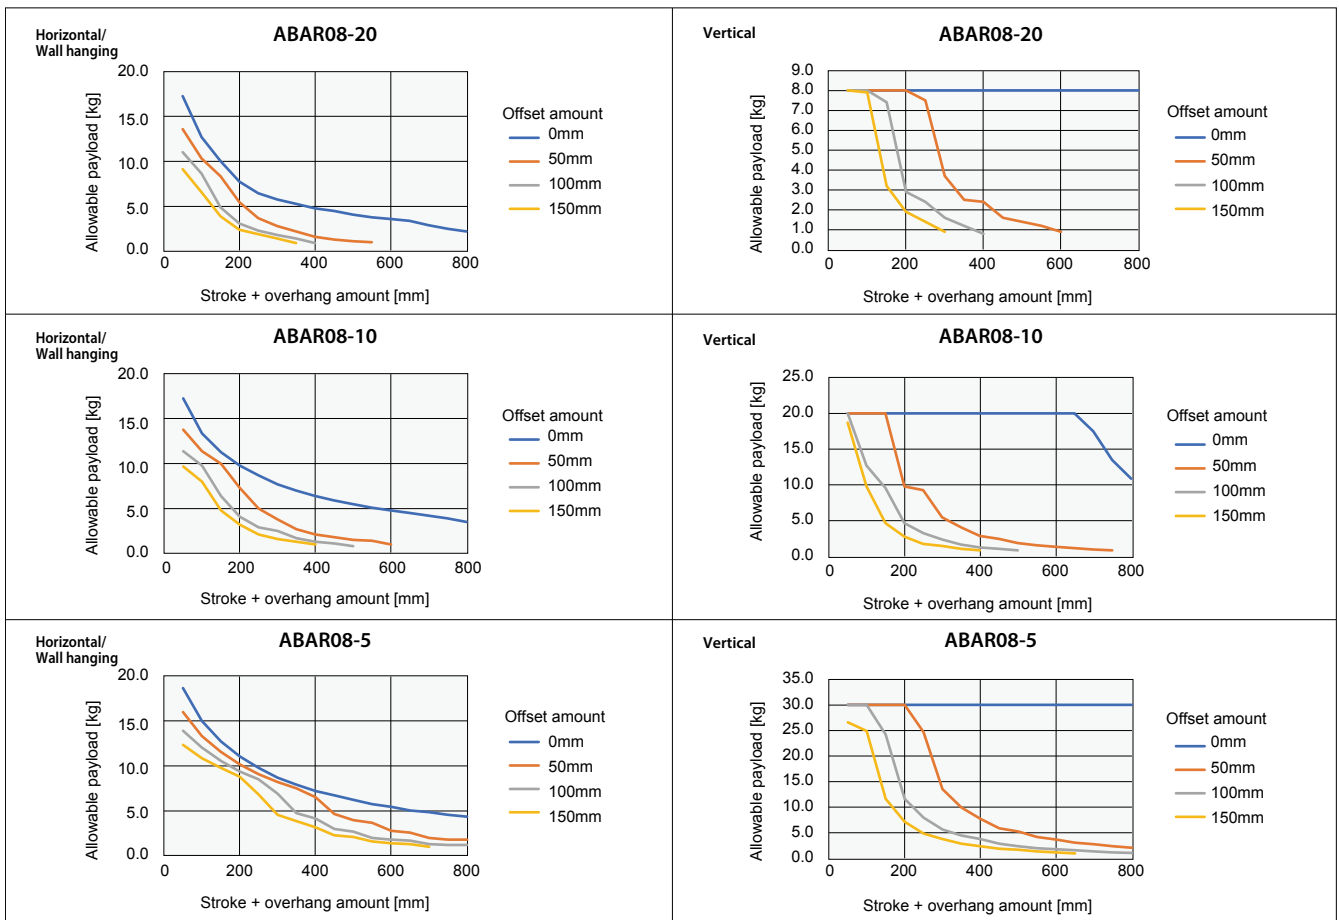 Horizontal/
Wall hanging
ABAR08-20
Allowable payload [kg]
20.0
15.0
10.0
5.0
0.0
0 200 400 600 800
Stroke + overhang amount [mm]
Offset amount
0mm
50mm
100mm
150mm
Vertical
ABAR08-20
Allowable payload [kg]
9.0
8.0
7.0
6.0
5.0
4.0
3.0
2.0
1.0
0.0
0 200 400 600 800
Stroke + overhang amount [mm]
Offset amount
0mm
50mm
100mm
150mm
Horizontal/
Wall hanging
ABAR08-10
Allowable payload [kg]
20.0
15.0
10.0
5.0
0.0
0 200 400 600 800
Stroke + overhang amount [mm]
Offset amount
0mm
50mm
100mm
150mm
Vertical
ABAR08-10
Allowable payload [kg]
25.0
20.0
15.0
10.0
5.0
0.0
0 200 400 600 800
Stroke + overhang amount [mm]
Offset amount
0mm
50mm
100mm
150mm
Horizontal/
Wall hanging
ABAR08-5
Allowable payload [kg]
20.0
15.0
10.0
5.0
0.0
0 200 400 600 800
Stroke + overhang amount [mm]
Offset amount
0mm
50mm
100mm
150mm
Vertical
ABAR08-5
Allowable payload [kg]
35.0
30.0
25.0
20.0
15.0
10.0
5.0
0.0
0 200 400 600 800
Stroke + overhang amount [mm]
Offset amount
0mm
50mm
100mm
150mm